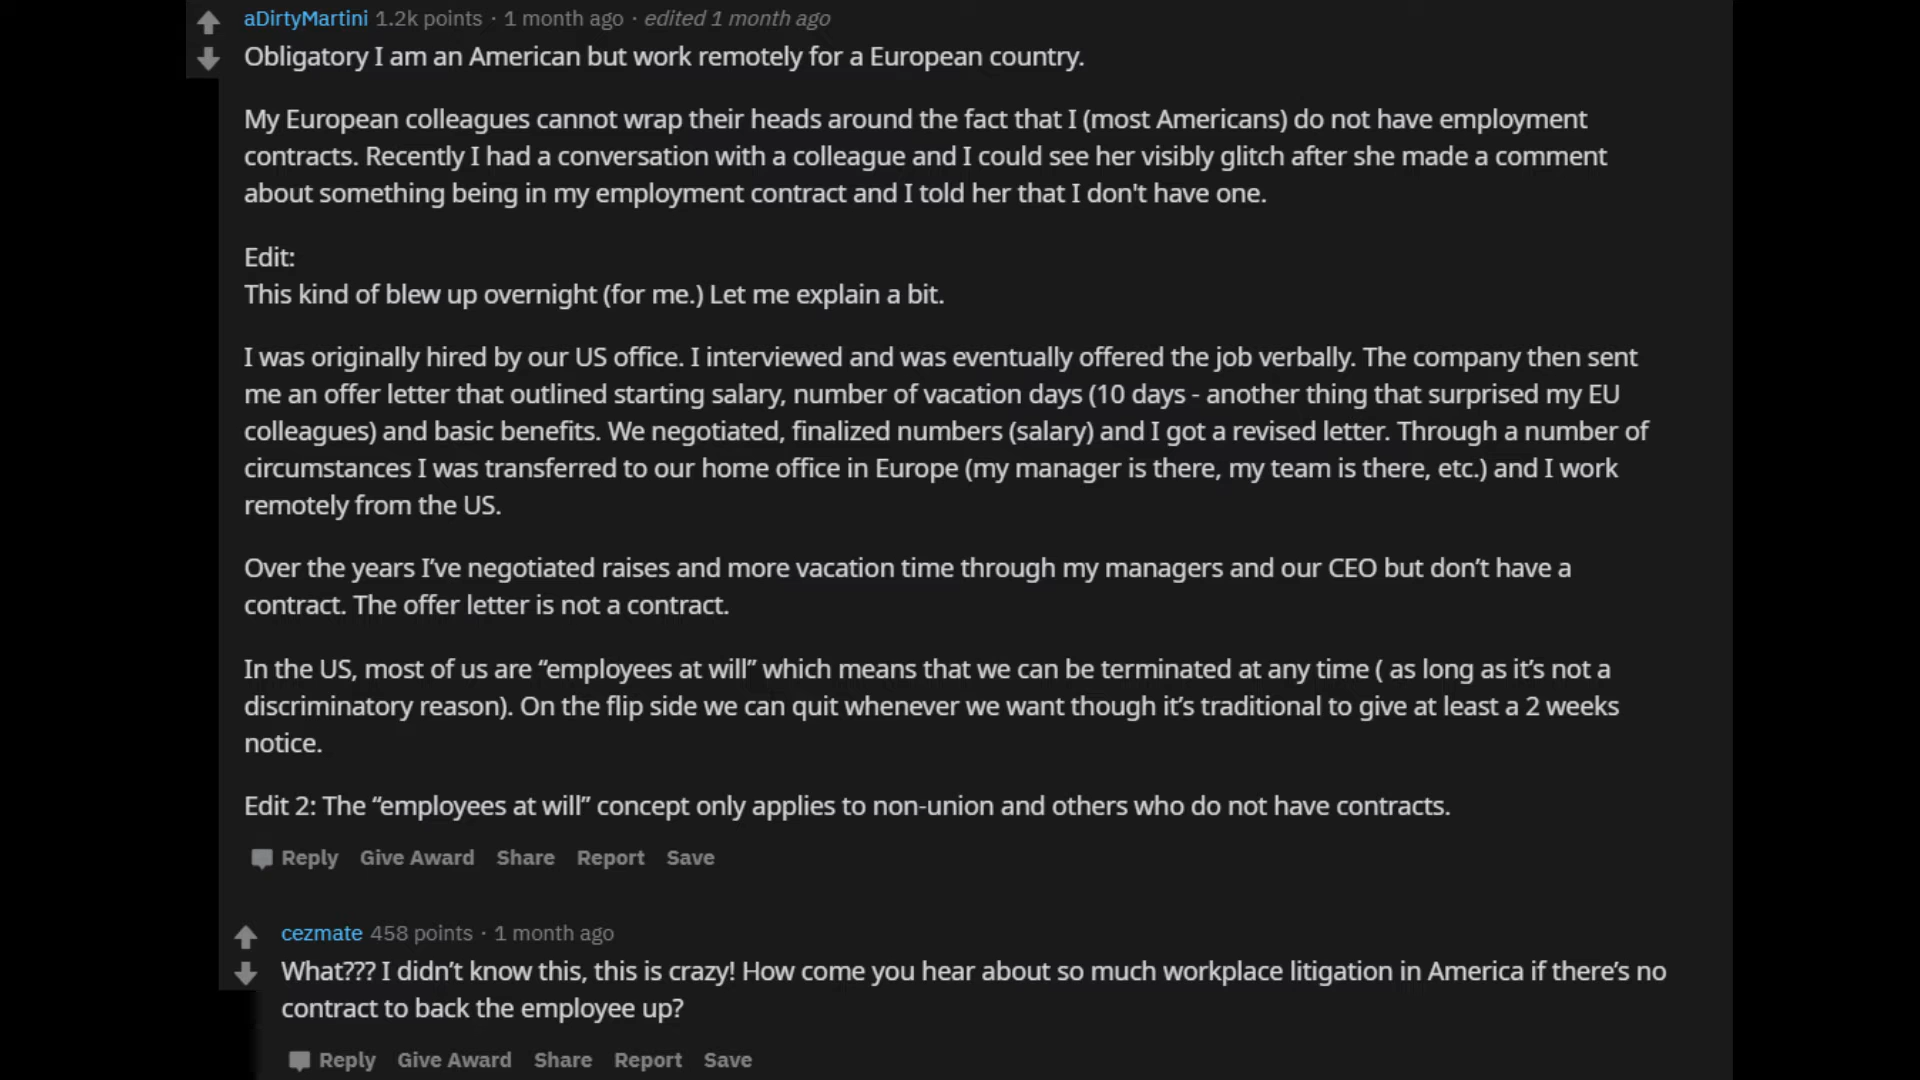 aDirtyMartini 1.2k points · 1 month ago · edited 1 month ago
Obligatory I am an American but work remotely for a European country.
My European colleagues cannot wrap their heads around the fact that I (most Americans) do not have employment
contracts. Recently I had a conversation with a colleague and I could see her visibly glitch after she made a comment
about something being in my employment contract and I told her that I don't have one.
Edit:
This kind of blew up overnight (for me.) Let me explain a bit.
I was originally hired by our US office. I interviewed and was eventually offered the job verbally. The company then sent
me an offer letter that outlined starting salary, number of vacation days (10 days - another thing that surprised my EU
colleagues) and basic benefits. We negotiated, finalized numbers (salary) and I got a revised letter. Through a number of
circumstances I was transferred to our home office in Europe (my manager is there, my team is there, etc.) and I work
remotely from the US.
Over the years I’ve negotiated raises and more vacation time through my managers and our CEO but don’t have a
contract. The offer letter is not a contract.
In the US, most of us are “employees at will” which means that we can be terminated at any time ( as long as it’s not a
discriminatory reason). On the flip side we can quit whenever we want though it’s traditional to give at least a 2 weeks
notice.
Edit 2: The “employees at will” concept only applies to non-union and others who do not have contracts.
Reply Give Award Share Report Save
cezmate 458 points · 1 month ago
What??? I didn’t know this, this is crazy! How come you hear about so much workplace litigation in America if there’s no
contract to back the employee up?
Reply Give Award Share Report Save